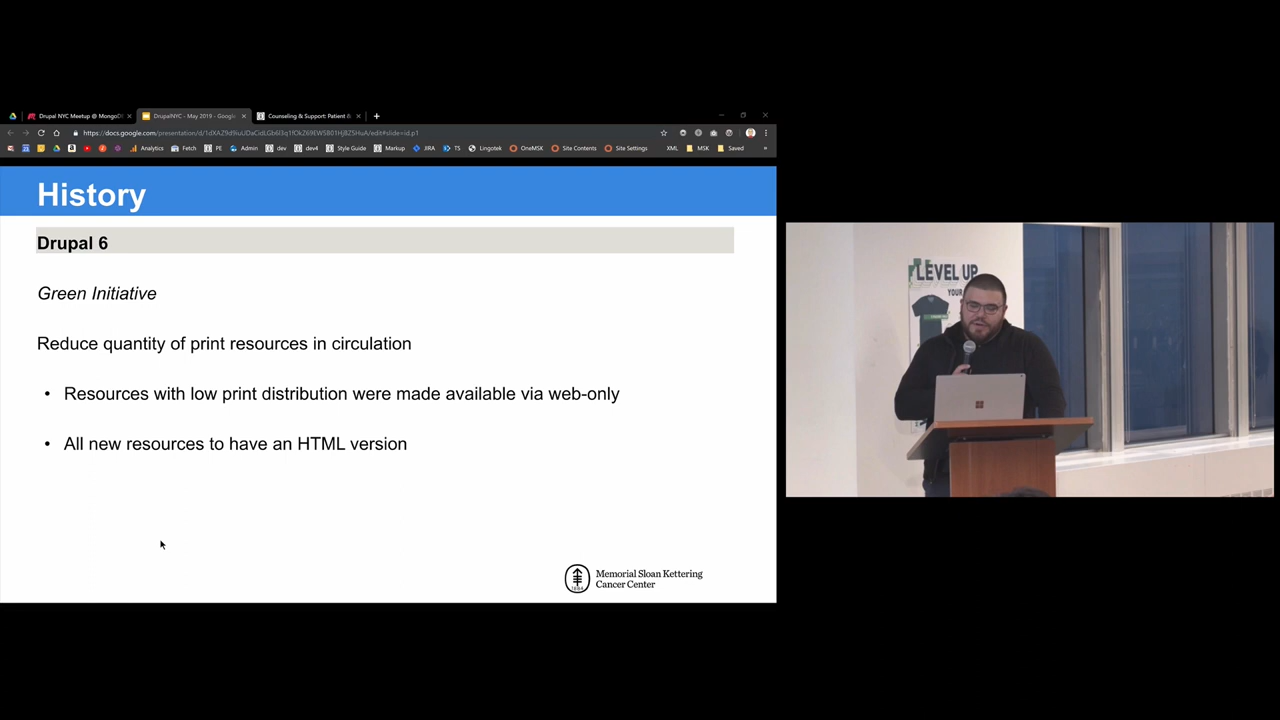 Drupal NYC Meetup @ MongoD
DrupalNYC - May 2019 - Google
Counseling & Support: Patient &
Analytics
Fetch
PE
Admin
dev
dev4
Style Guide
Markup
JIRA
TS
Lingotek
OneMSK
Site Contents
Site Settings
XML
MSK
Saved
»
History
Drupal 6
Green Initiative
Reduce quantity of print resources in circulation
• Resources with low print distribution were made available via web-only
• All new resources to have an HTML version
Memorial Sloan Kettering
Cancer Center
LEVEL UP
YOUR